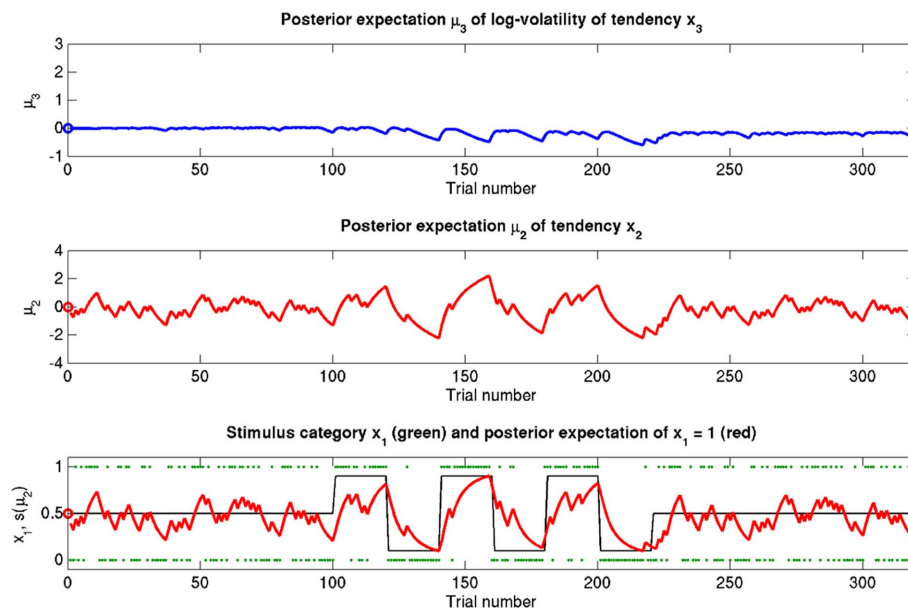 Posterior expectation μ₃ of log-volatility of tendency x₃
3
2
1
0
-1
μ₃
0 50 100 150 200 250 300
Trial number
Posterior expectation μ₂ of tendency x₂
4
2
0
-2
-4
μ₂
0 50 100 150 200 250 300
Trial number
Stimulus category x₁ (green) and posterior expectation of x₁ = 1 (red)
1
0.5
0
x₁, s(μ₂)
0 50 100 150 200 250 300
Trial number